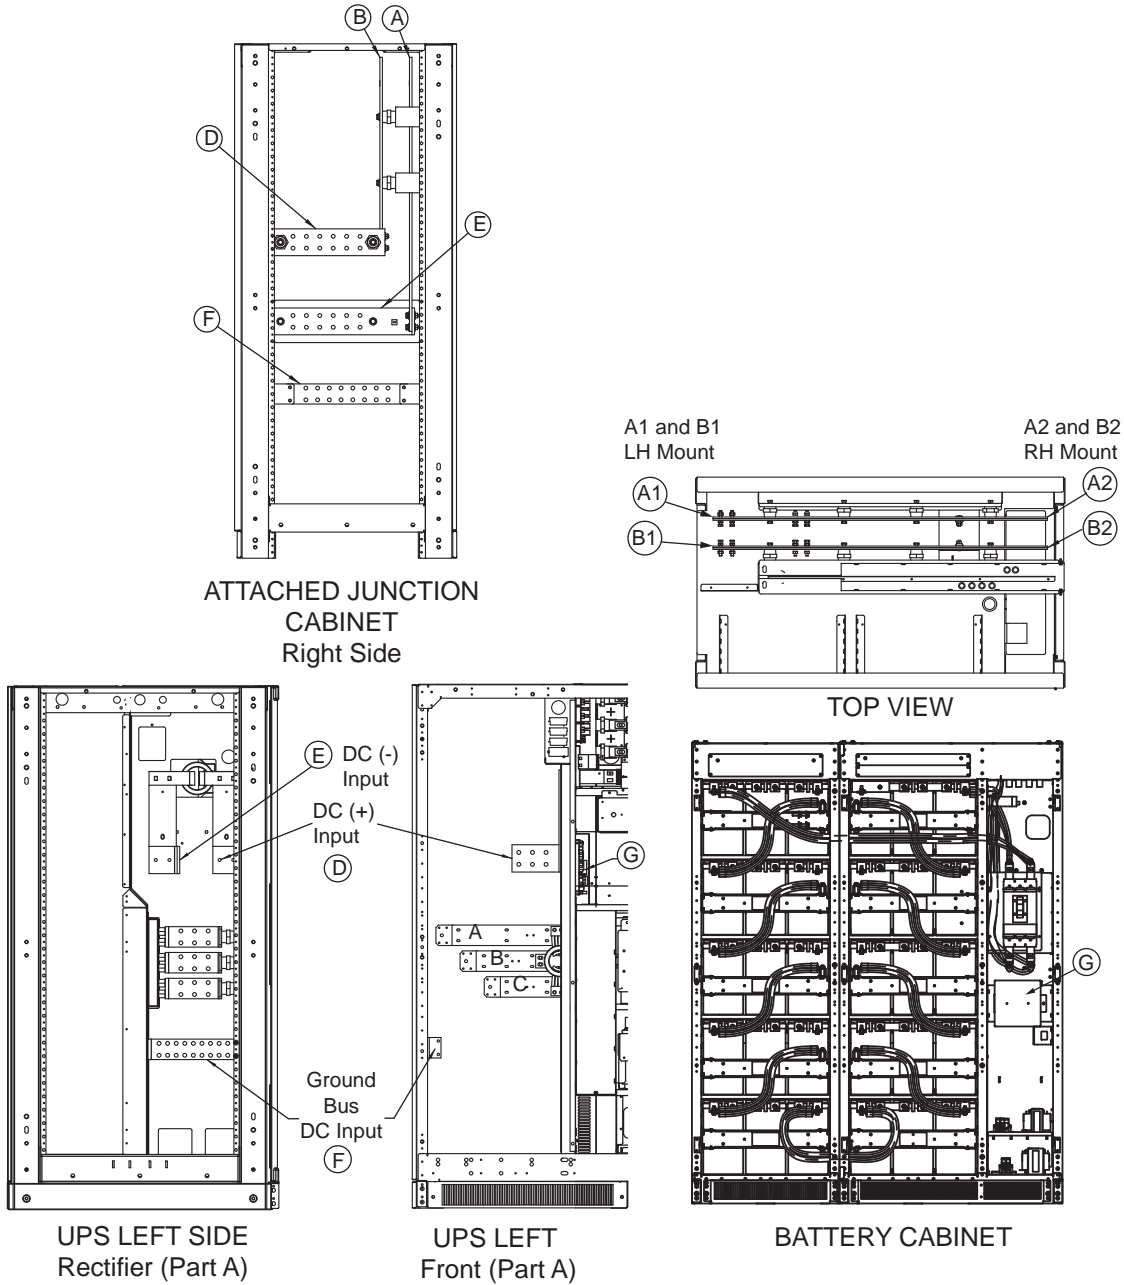 B
A
D
E
F
ATTACHED JUNCTION
CABINET
Right Side
A1 and B1
LH Mount
A2 and B2
RH Mount
A1
A2
B1
B2
TOP VIEW
E
DC (-)
Input
DC (+)
Input
D
G
A
B
C
Ground
Bus
DC Input
F
G
UPS LEFT SIDE
Rectifier (Part A)
UPS LEFT
Front (Part A)
BATTERY CABINET